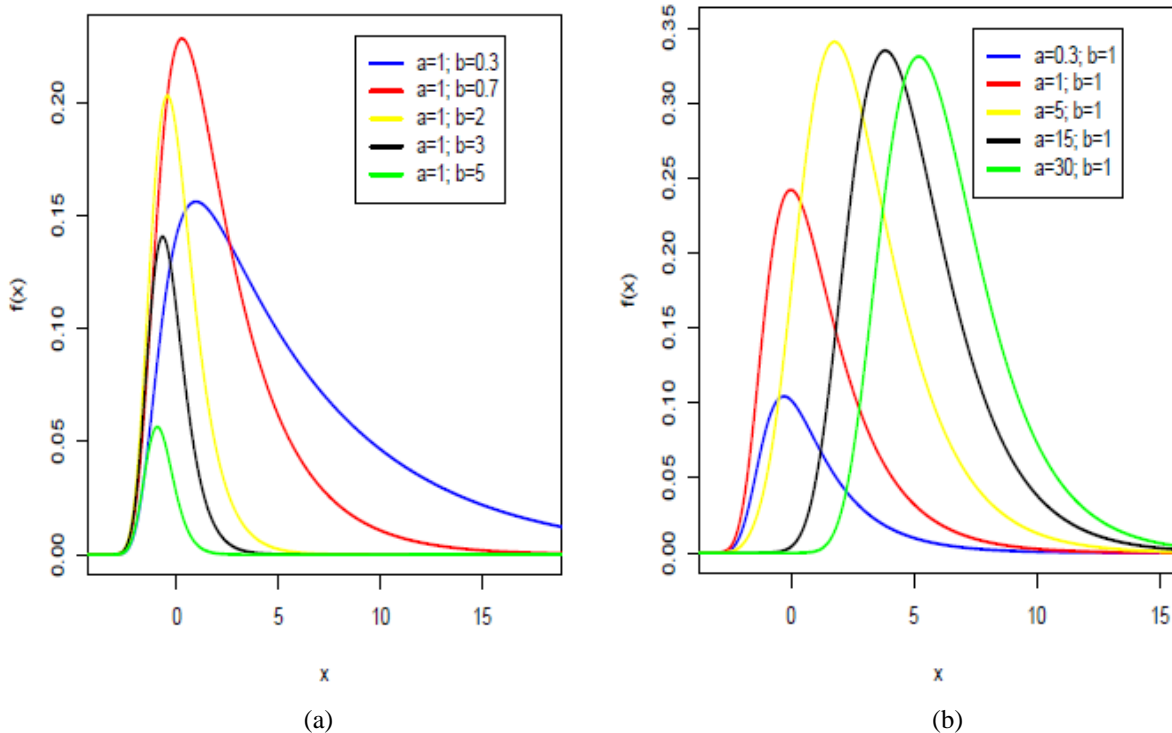 a=1; b=0.3
a=1; b=0.7
a=1; b=2
a=1; b=3
a=1; b=5
0.20
0.15
0.10
0.05
0.00
f(x)
0 5 10 15
x
(a)
a=0.3; b=1
a=1; b=1
a=5; b=1
a=15; b=1
a=30; b=1
0.35
0.30
0.25
0.20
0.15
0.10
0.05
0.00
f(x)
0 5 10 15
x
(b)